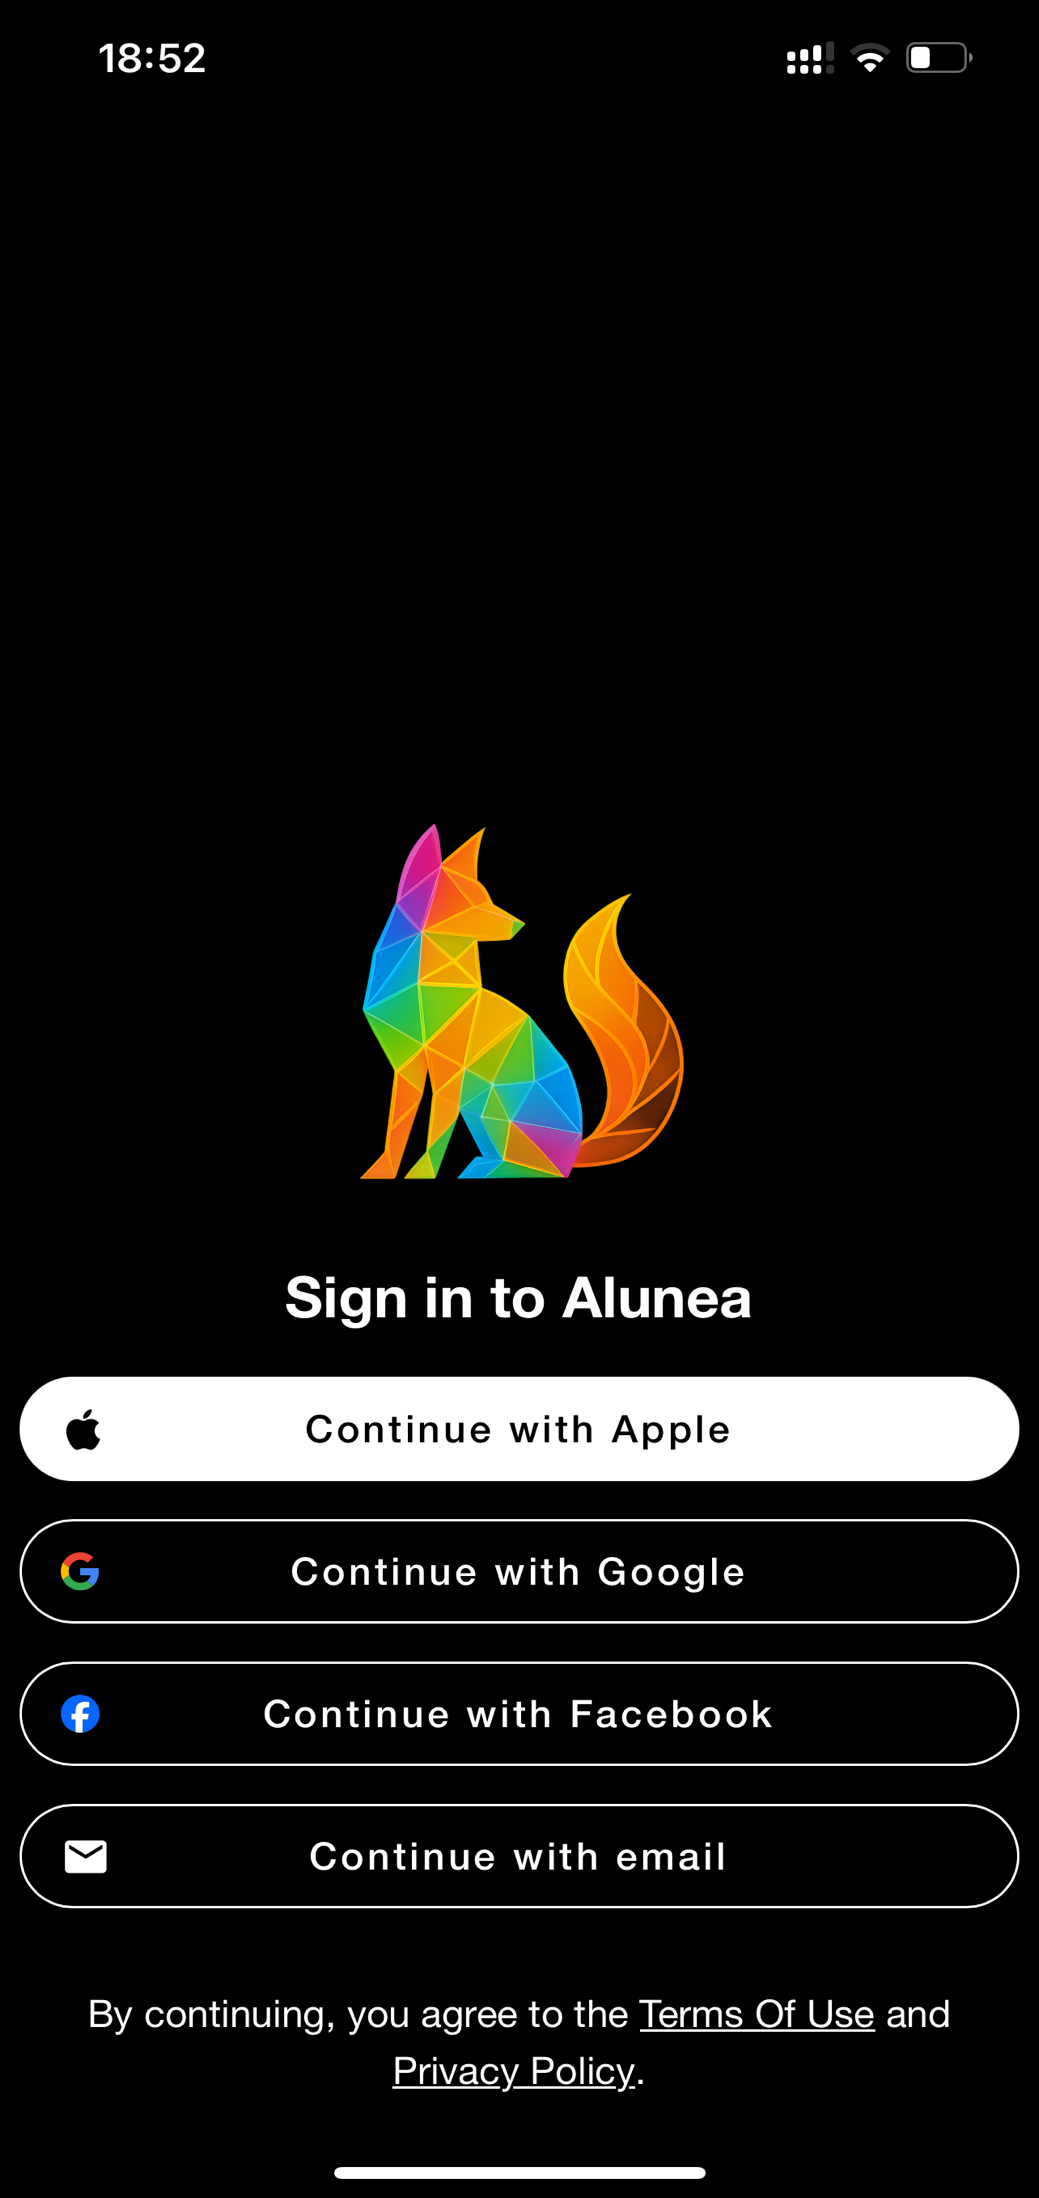 18:52
Sign in to Alunea
Continue with Apple
Continue with Google
Continue with Facebook
Continue with email
By continuing, you agree to the Terms Of Use and
Privacy Policy.